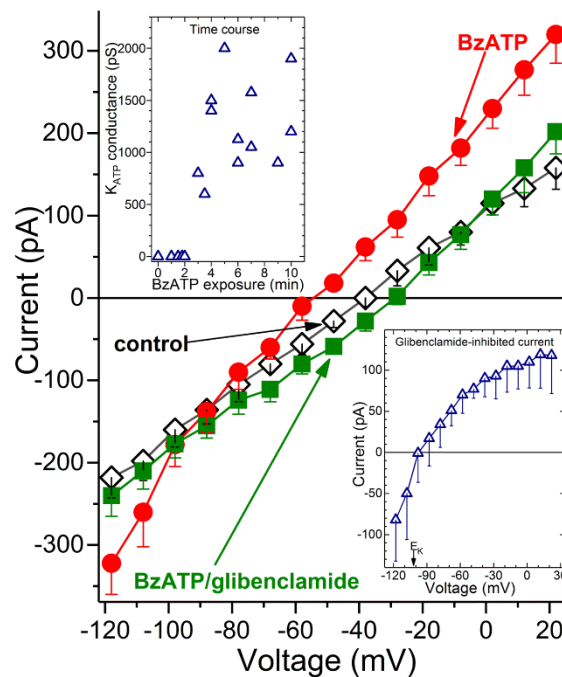 Time course
2000
1500
1000
500
0
K_ATP conductance (pS)
0 2 4 6 8 10
BzATP exposure (min)
BzATP
300
200
100
0
-100
-200
-300
Current (pA)
control
BzATP/glibenclamide
Glibenclamide-inhibited current
100
50
0
-50
-100
Current (pA)
E_K
-120 -90 -60 -30 0
Voltage (mV)
-120 -100 -80 -60 -40 -20 0 20
Voltage (mV)